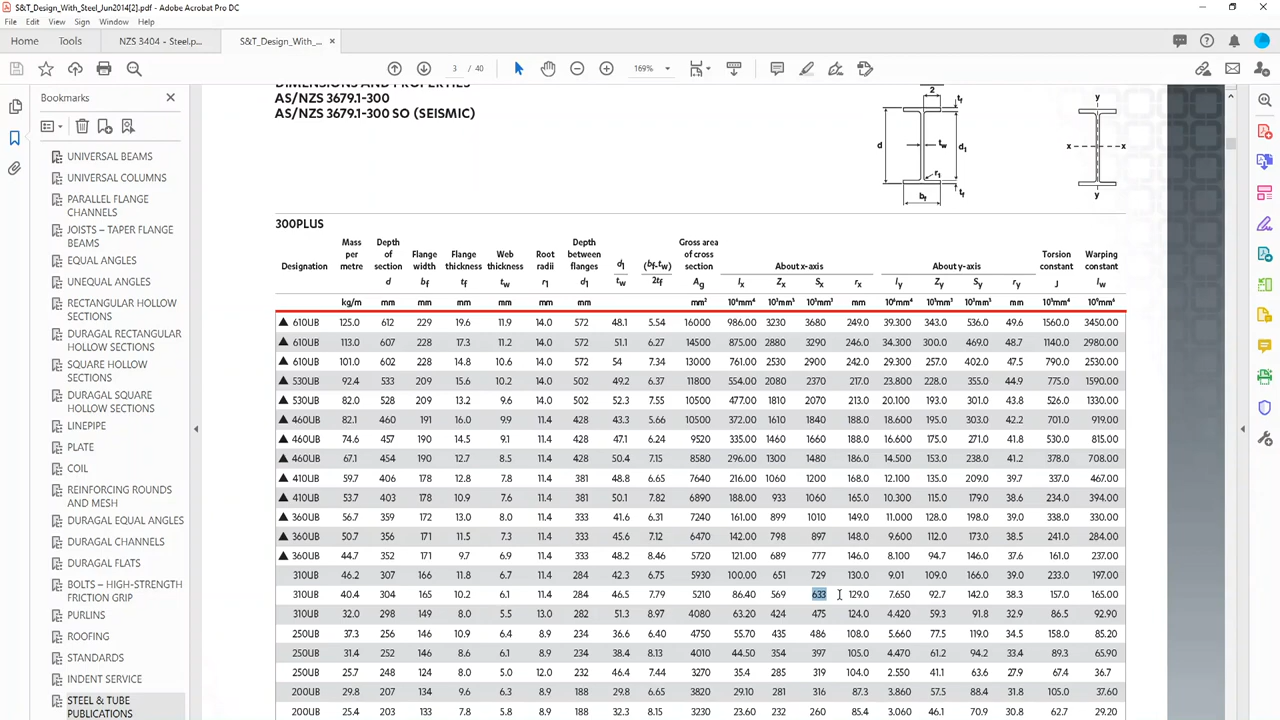 S&T_Design_With_Steel_Jun2014[2].pdf - Adobe Acrobat Pro DC
File Edit View Sign Window Help
Home Tools NZS 3404 - Steel.p... S&T_Design_With_... ×
3 / 40 169%
Bookmarks
UNIVERSAL BEAMS
UNIVERSAL COLUMNS
PARALLEL FLANGE
CHANNELS
JOISTS – TAPER FLANGE
BEAMS
EQUAL ANGLES
UNEQUAL ANGLES
RECTANGULAR HOLLOW
SECTIONS
DURAGAL RECTANGULAR
HOLLOW SECTIONS
SQUARE HOLLOW
SECTIONS
DURAGAL SQUARE
HOLLOW SECTIONS
LINEPIPE
PLATE
COIL
REINFORCING ROUNDS
AND MESH
DURAGAL EQUAL ANGLES
DURAGAL CHANNELS
DURAGAL FLATS
BOLTS – HIGH-STRENGTH
FRICTION GRIP
PURLINS
ROOFING
STANDARDS
INDENT SERVICE
STEEL & TUBE
PUBLICATIONS
DIMENSIONS AND PROPERTIES
AS/NZS 3679.1-300
AS/NZS 3679.1-300 SO (SEISMIC)
2 tf
d tw d1
r1
bf tf
y
x x
y
300PLUS
Designation Mass per metre Depth of section d Flange width bf Flange thickness tf Web thickness tw Root radii r1 Depth between flanges d1 d1/tw (bf-tw)/2tf Gross area of cross section Ag About x-axis Ix Zx Sx rx About y-axis Iy Zy Sy ry Torsion constant J Warping constant Iw
kg/m mm mm mm mm mm mm mm² 10⁶mm⁴ 10³mm³ 10³mm³ mm 10⁶mm⁴ 10³mm³ 10³mm³ mm 10³mm⁴ 10⁹mm⁶
▲ 610UB 125.0 612 229 19.6 11.9 14.0 572 48.1 5.54 16000 986.00 3230 3680 249.0 39.300 343.0 536.0 49.6 1560.0 3450.00
▲ 610UB 113.0 607 228 17.3 11.2 14.0 572 51.1 6.27 14500 875.00 2880 3290 246.0 34.300 300.0 469.0 48.7 1140.0 2980.00
▲ 610UB 101.0 602 228 14.8 10.6 14.0 572 54 7.34 13000 761.00 2530 2900 242.0 29.300 257.0 402.0 47.5 790.0 2530.00
▲ 530UB 92.4 533 209 15.6 10.2 14.0 502 49.2 6.37 11800 554.00 2080 2370 217.0 23.800 228.0 355.0 44.9 775.0 1590.00
▲ 530UB 82.0 528 209 13.2 9.6 14.0 502 52.3 7.55 10500 477.00 1810 2070 213.0 20.100 193.0 301.0 43.8 526.0 1330.00
▲ 460UB 82.1 460 191 16.0 9.9 11.4 428 43.3 5.66 10500 372.00 1610 1840 188.0 18.600 195.0 303.0 42.2 701.0 919.00
▲ 460UB 74.6 457 190 14.5 9.1 11.4 428 47.1 6.24 9520 335.00 1460 1660 188.0 16.600 175.0 271.0 41.8 530.0 815.00
▲ 460UB 67.1 454 190 12.7 8.5 11.4 428 50.4 7.15 8580 296.00 1300 1480 186.0 14.500 153.0 238.0 41.2 378.0 708.00
▲ 410UB 59.7 406 178 12.8 7.8 11.4 381 48.8 6.65 7640 216.00 1060 1200 168.0 12.100 135.0 209.0 39.7 337.0 467.00
▲ 410UB 53.7 403 178 10.9 7.6 11.4 381 50.1 7.82 6890 188.00 933 1060 165.0 10.300 115.0 179.0 38.6 234.0 394.00
▲ 360UB 56.7 359 172 13.0 8.0 11.4 333 41.6 6.31 7240 161.00 899 1010 149.0 11.000 128.0 198.0 39.0 338.0 330.00
▲ 360UB 50.7 356 171 11.5 7.3 11.4 333 45.6 7.12 6470 142.00 798 897 148.0 9.600 112.0 173.0 38.5 241.0 284.00
▲ 360UB 44.7 352 171 9.7 6.9 11.4 333 48.2 8.46 5720 121.00 689 777 146.0 8.100 94.7 146.0 37.6 161.0 237.00
310UB 46.2 307 166 11.8 6.7 11.4 284 42.3 6.75 5930 100.00 651 729 130.0 9.01 109.0 166.0 39.0 233.0 197.00
310UB 40.4 304 165 10.2 6.1 11.4 284 46.5 7.79 5210 86.40 569 633 129.0 7.650 92.7 142.0 38.3 157.0 165.00
310UB 32.0 298 149 8.0 5.5 13.0 282 51.3 8.97 4080 63.20 424 475 124.0 4.420 59.3 91.8 32.9 86.5 92.90
250UB 37.3 256 146 10.9 6.4 8.9 234 36.6 6.40 4750 55.70 435 486 108.0 5.660 77.5 119.0 34.5 158.0 85.20
250UB 31.4 252 146 8.6 6.1 8.9 234 38.4 8.13 4010 44.50 354 397 105.0 4.470 61.2 94.2 33.4 89.3 65.90
250UB 25.7 248 124 8.0 5.0 12.0 232 46.4 7.44 3270 35.4 285 319 104.0 2.550 41.1 63.6 27.9 67.4 36.7
200UB 29.8 207 134 9.6 6.3 8.9 188 29.8 6.65 3820 29.10 281 316 87.3 3.860 57.5 88.4 31.8 105.0 37.60
200UB 25.4 203 133 7.8 5.8 8.9 188 32.3 8.15 3230 23.60 232 260 85.4 3.060 46.1 70.9 30.8 62.7 29.20